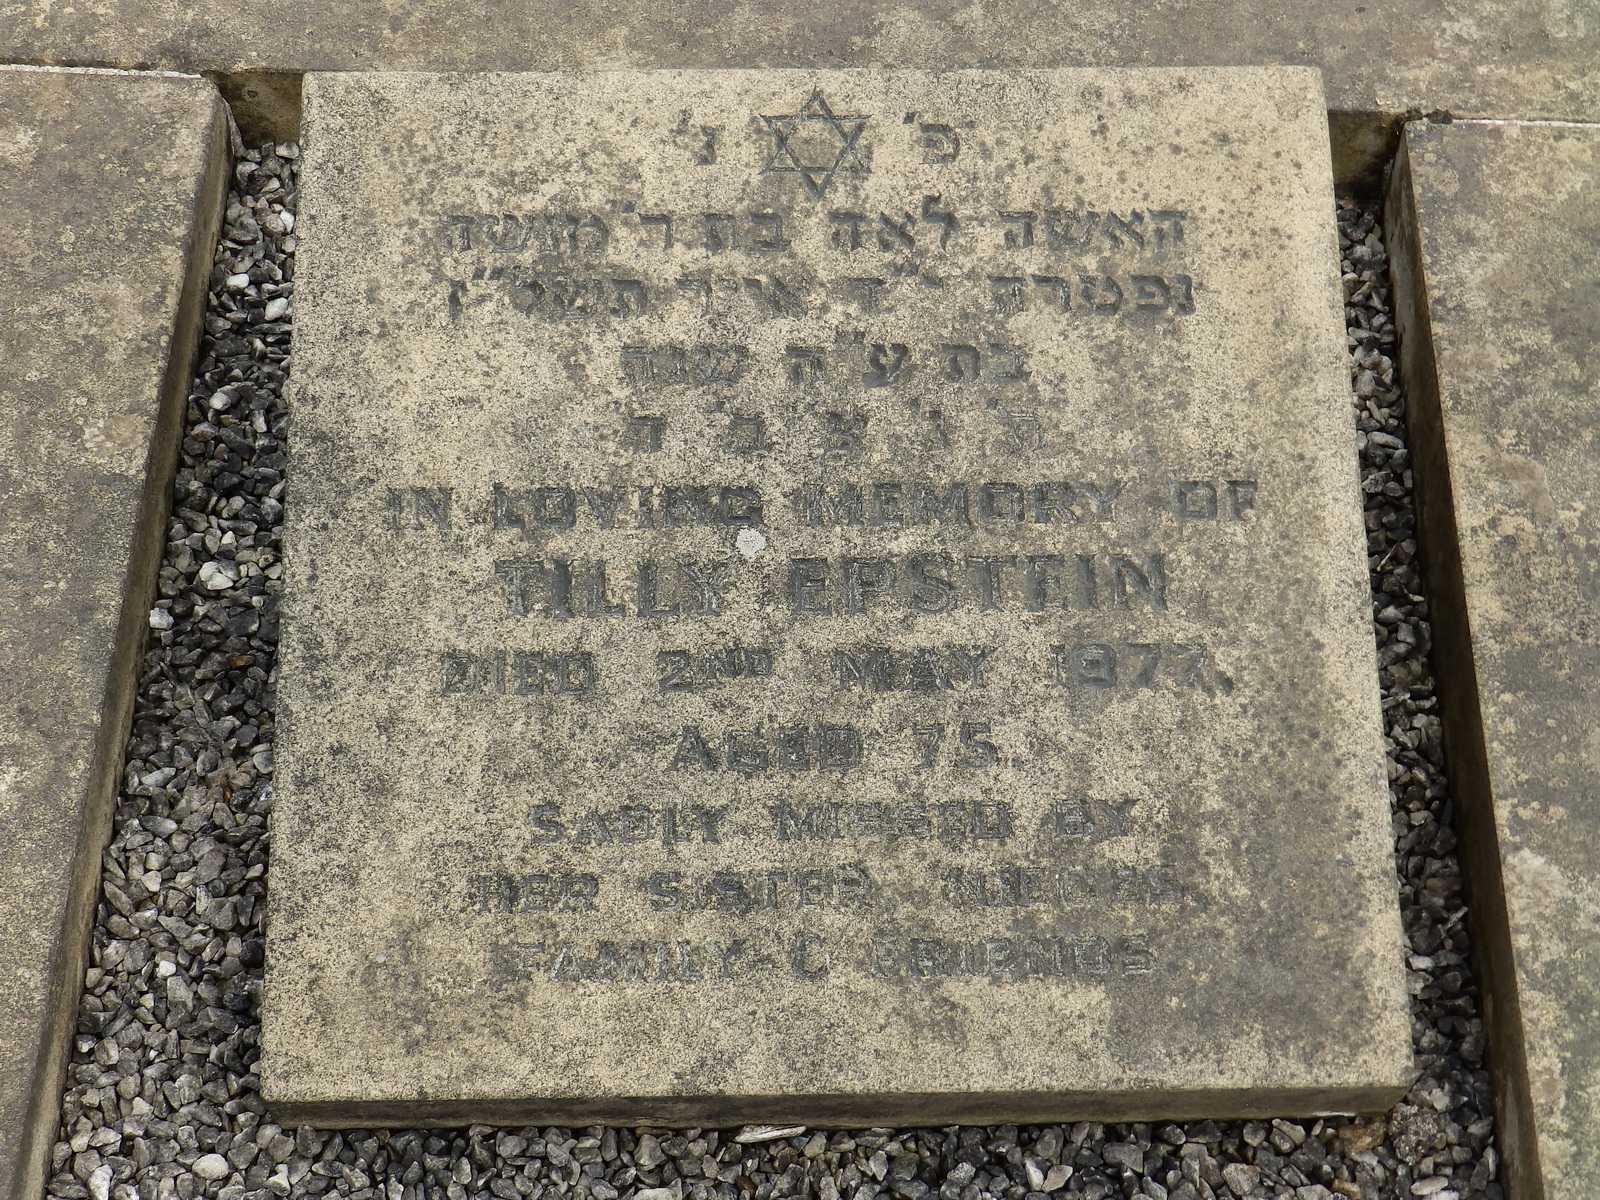 פ' נ'
האשה לאה בת ר' מושה
נפטרה י"ד אייר תשל"ז
בת ע"ה שנה
ת' נ' צ' ב' ה'
IN LOVING MEMORY OF
TILLY EPSTEIN
DIED 2ND MAY 1977,
AGED 75.
SADLY MISSED BY
HER SISTER, NIECES,
FAMILY & FRIENDS